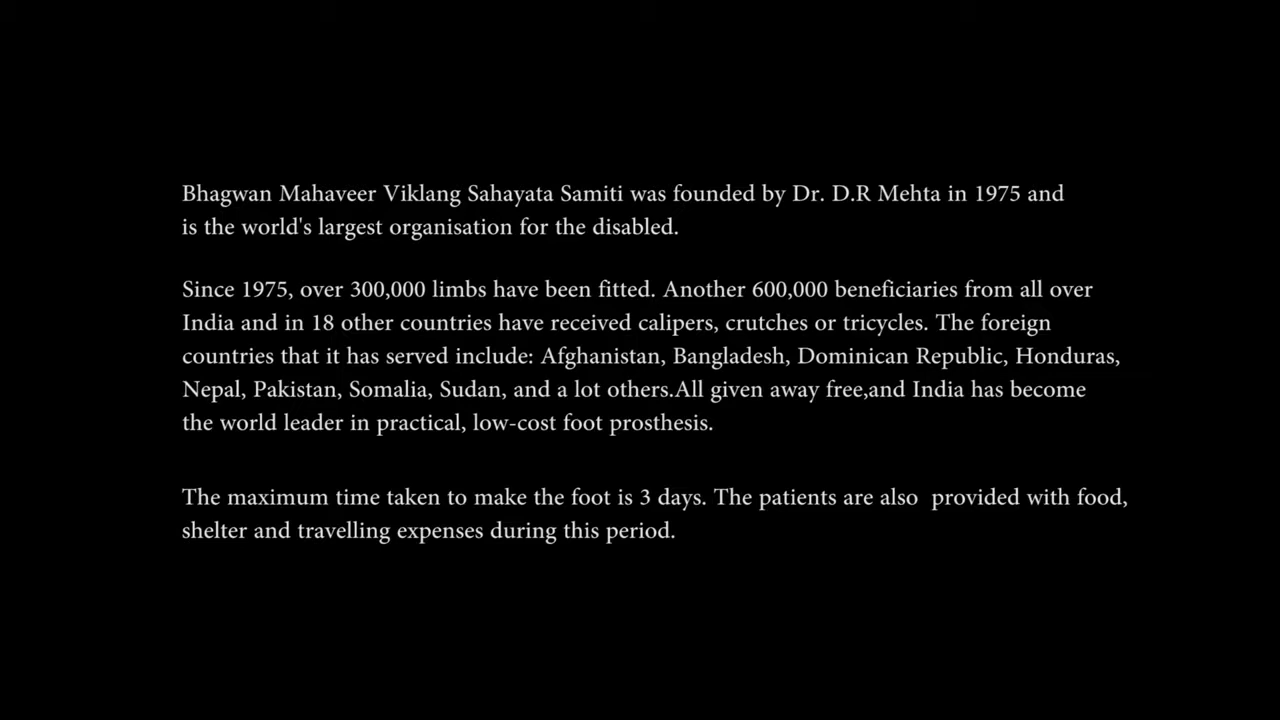 Bhagwan Mahaveer Viklang Sahayata Samiti was founded by Dr. D.R Mehta in 1975 and
is the world's largest organisation for the disabled.
Since 1975, over 300,000 limbs have been fitted. Another 600,000 beneficiaries from all over
India and in 18 other countries have received calipers, crutches or tricycles. The foreign
countries that it has served include: Afghanistan, Bangladesh, Dominican Republic, Honduras,
Nepal, Pakistan, Somalia, Sudan, and a lot others.All given away free,and India has become
the world leader in practical, low-cost foot prosthesis.
The maximum time taken to make the foot is 3 days. The patients are also  provided with food,
shelter and travelling expenses during this period.